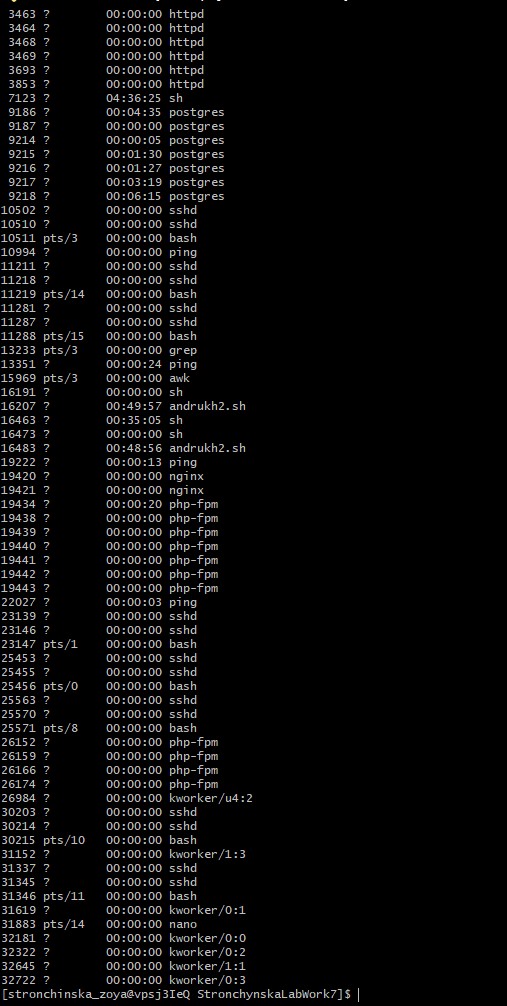 3463 ?        00:00:00 httpd
3464 ?        00:00:00 httpd
3468 ?        00:00:00 httpd
3469 ?        00:00:00 httpd
3693 ?        00:00:00 httpd
3853 ?        00:00:00 httpd
7123 ?        04:36:25 sh
9186 ?        00:04:35 postgres
9187 ?        00:00:00 postgres
9214 ?        00:00:05 postgres
9215 ?        00:01:30 postgres
9216 ?        00:01:27 postgres
9217 ?        00:03:19 postgres
9218 ?        00:06:15 postgres
10502 ?        00:00:00 sshd
10510 ?        00:00:00 sshd
10511 pts/3    00:00:00 bash
10994 ?        00:00:00 ping
11211 ?        00:00:00 sshd
11218 ?        00:00:00 sshd
11219 pts/14   00:00:00 bash
11281 ?        00:00:00 sshd
11287 ?        00:00:00 sshd
11288 pts/15   00:00:00 bash
13233 pts/3    00:00:00 grep
13351 ?        00:00:24 ping
15969 pts/3    00:00:00 awk
16191 ?        00:00:00 sh
16207 ?        00:49:57 andrukh2.sh
16463 ?        00:35:05 sh
16473 ?        00:00:00 sh
16483 ?        00:48:56 andrukh2.sh
19222 ?        00:00:13 ping
19420 ?        00:00:00 nginx
19421 ?        00:00:00 nginx
19434 ?        00:00:20 php-fpm
19438 ?        00:00:00 php-fpm
19439 ?        00:00:00 php-fpm
19440 ?        00:00:00 php-fpm
19441 ?        00:00:00 php-fpm
19442 ?        00:00:00 php-fpm
19443 ?        00:00:00 php-fpm
22027 ?        00:00:03 ping
23139 ?        00:00:00 sshd
23146 ?        00:00:00 sshd
23147 pts/1    00:00:00 bash
25453 ?        00:00:00 sshd
25455 ?        00:00:00 sshd
25456 pts/0    00:00:00 bash
25563 ?        00:00:00 sshd
25570 ?        00:00:00 sshd
25571 pts/8    00:00:00 bash
26152 ?        00:00:00 php-fpm
26159 ?        00:00:00 php-fpm
26166 ?        00:00:00 php-fpm
26174 ?        00:00:00 php-fpm
26984 ?        00:00:00 kworker/u4:2
30203 ?        00:00:00 sshd
30214 ?        00:00:00 sshd
30215 pts/10   00:00:00 bash
31152 ?        00:00:00 kworker/1:3
31337 ?        00:00:00 sshd
31345 ?        00:00:00 sshd
31346 pts/11   00:00:00 bash
31619 ?        00:00:00 kworker/0:1
31883 pts/14   00:00:00 nano
32181 ?        00:00:00 kworker/0:0
32322 ?        00:00:00 kworker/0:2
32645 ?        00:00:00 kworker/1:1
32722 ?        00:00:00 kworker/0:3
[stronchinska_zoya@vpsj3IeQ StronchynskaLabWork7]$